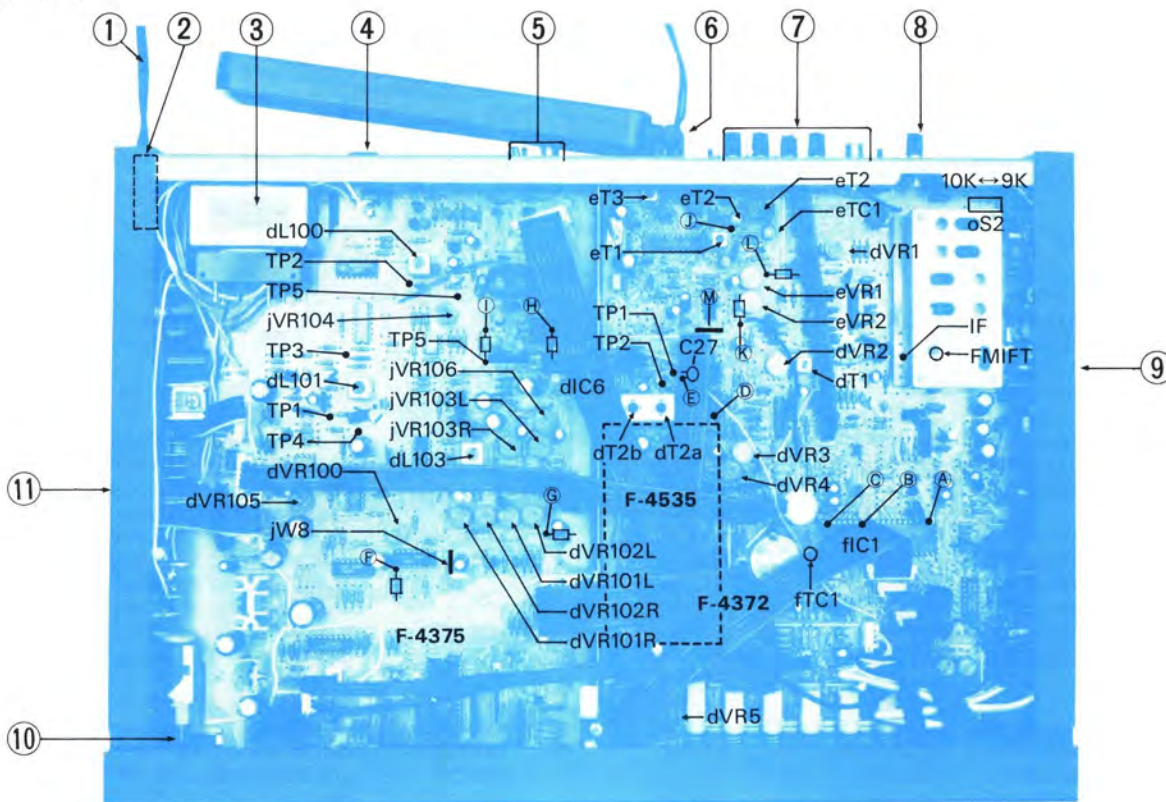 ① ② ③ ④ ⑤ ⑥ ⑦ ⑧
10K↔9K
oS2
eT3
eT2
eT2
eTC1
Ⓙ
eT1
Ⓛ
dVR1
dL100
TP2
TP5
jVR104
Ⓘ
Ⓗ
Ⓜ
eVR1
eVR2
TP1
TP2
C27
Ⓚ
IF
FMIFT
⑨
TP3
TP5
dL101
jVR106
dIC6
Ⓔ
dVR2
dT1
Ⓓ
TP1
TP4
jVR103L
jVR103R
dL103
dT2b
dT2a
dVR3
dVR4
dVR100
⑪
dVR105
F-4535
Ⓒ
Ⓑ
Ⓐ
fIC1
jW8
Ⓖ
Ⓕ
dVR102L
dVR101L
dVR102R
dVR101R
fTC1
F-4372
F-4375
dVR5
⑩